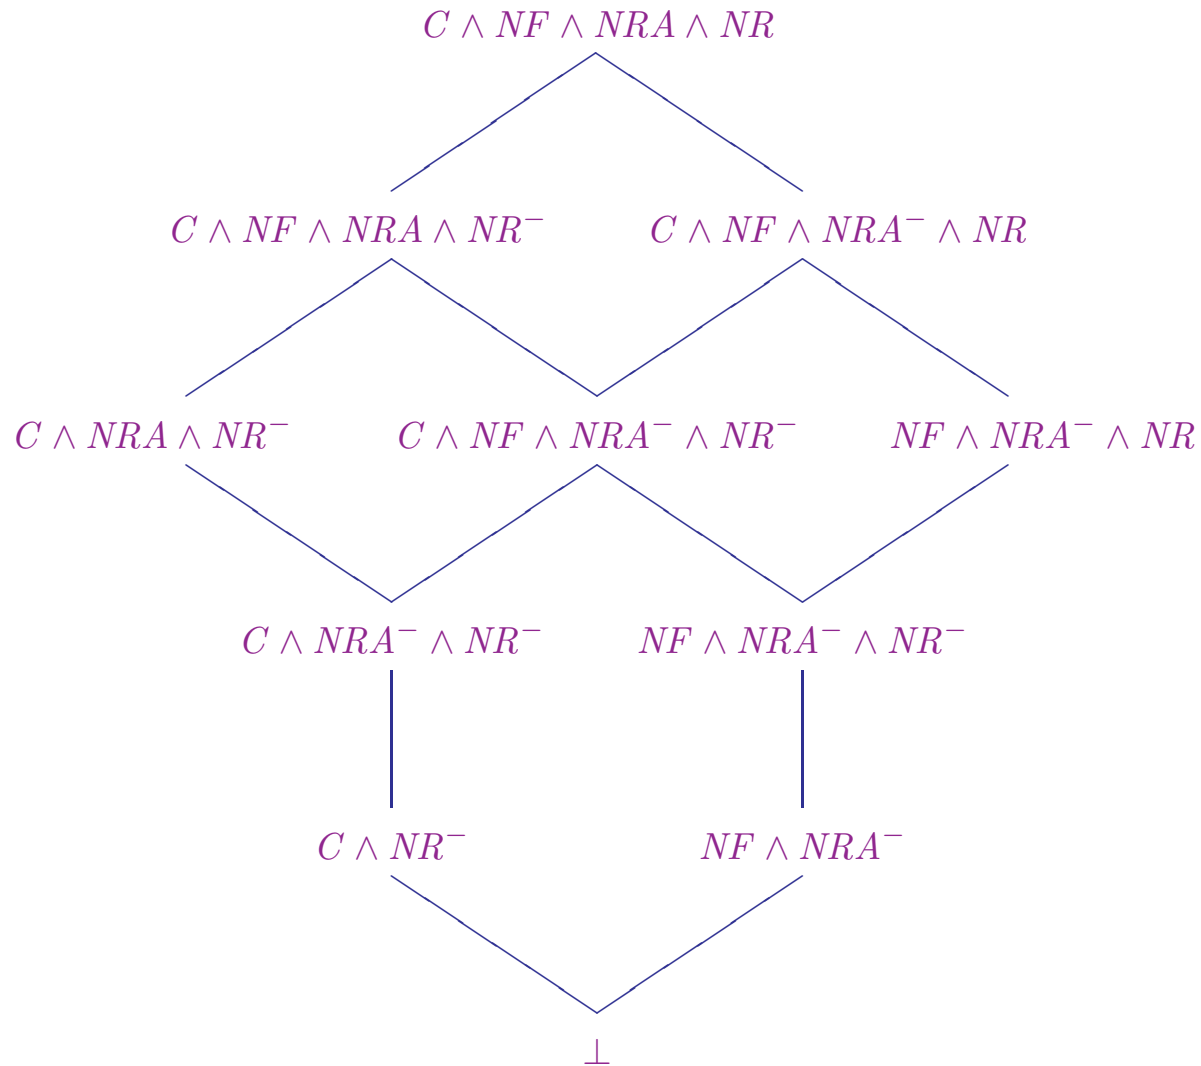 C ∧ NF ∧ NRA ∧ NR
C ∧ NF ∧ NRA ∧ NR⁻ C ∧ NF ∧ NRA⁻ ∧ NR
C ∧ NRA ∧ NR⁻ C ∧ NF ∧ NRA⁻ ∧ NR⁻ NF ∧ NRA⁻ ∧ NR
C ∧ NRA⁻ ∧ NR⁻ NF ∧ NRA⁻ ∧ NR⁻
C ∧ NR⁻ NF ∧ NRA⁻
⊥